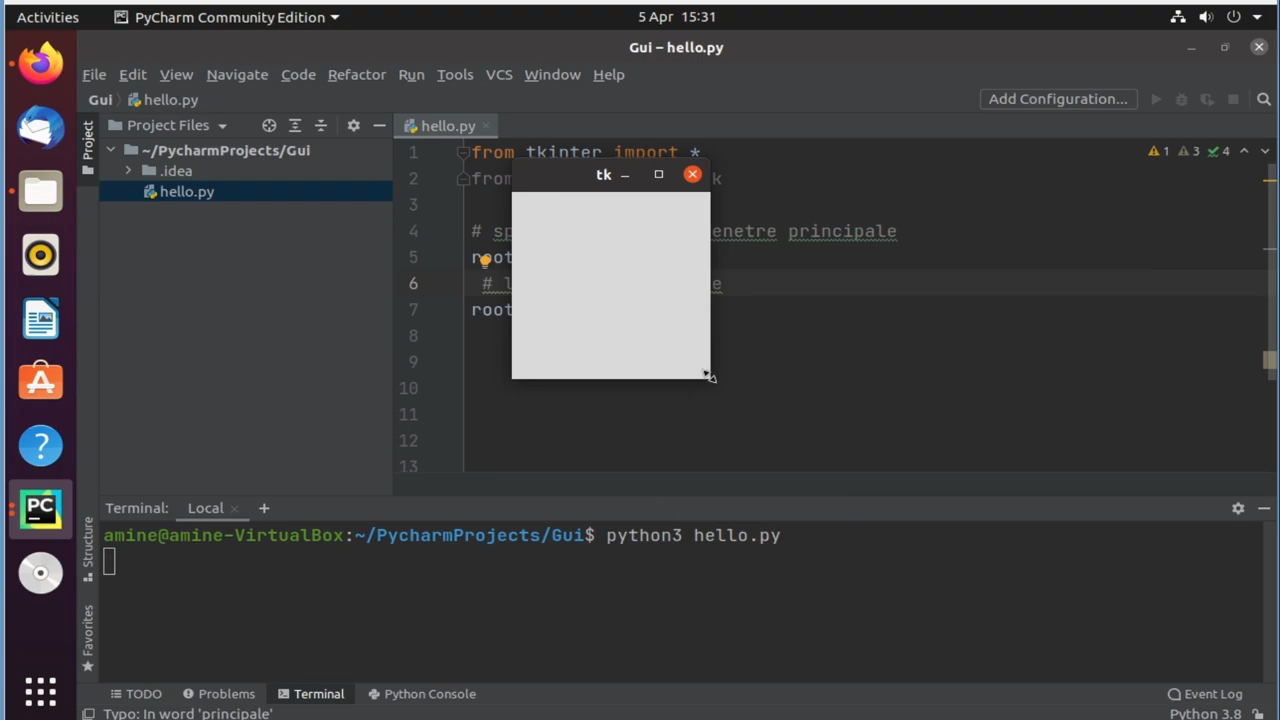 Activities PyCharm Community Edition 5 Apr 15:31
Gui – hello.py
File Edit View Navigate Code Refactor Run Tools VCS Window Help
Gui hello.py Add Configuration...
Project Project Files hello.py
1 from tkinter import * 1 3 4
~/PycharmProjects/Gui 2 from k
.idea
hello.py 3
tk
4 # sp enetre principale
5 root
6 # l e
7 root
8
9
10
11
12
13
Terminal: Local +
amine@amine-VirtualBox:~/PycharmProjects/Gui$ python3 hello.py
Structure
Favorites
PC
?
TODO Problems Terminal Python Console Event Log
Typo: In word 'principale' Python 3.8